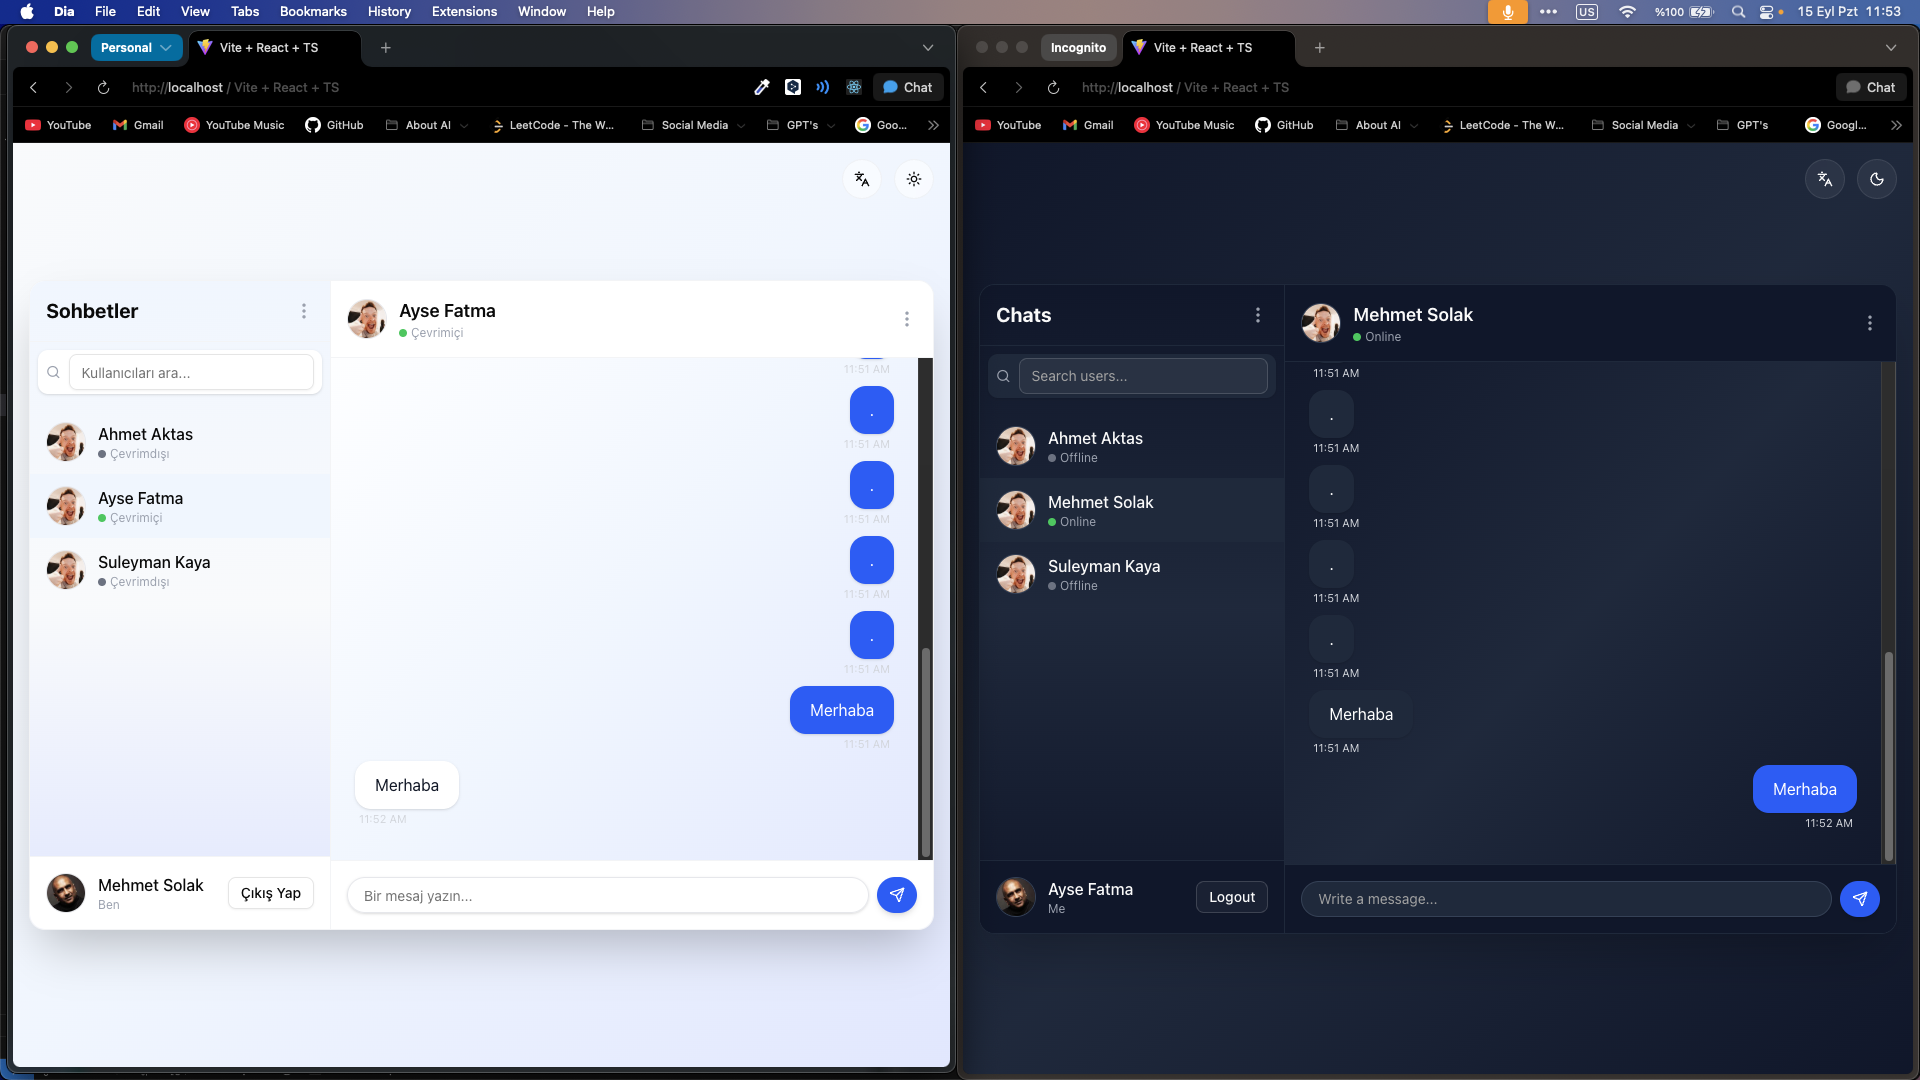 Dia File Edit View Tabs Bookmarks History Extensions Window Help
US %100 15 Eyl Pzt 11:53
Personal Vite + React + TS
http://localhost / Vite + React + TS Chat
YouTube Gmail YouTube Music GitHub About AI LeetCode - The W... Social Media GPT's Goo...
Sohbetler
Kullanıcıları ara...
Ahmet Aktas
Çevrimdışı
Ayse Fatma
Çevrimiçi
Suleyman Kaya
Çevrimdışı
Mehmet Solak
Ben
Çıkış Yap
Ayse Fatma
Çevrimiçi
11:51 AM
.
11:51 AM
.
11:51 AM
.
11:51 AM
.
11:51 AM
Merhaba
11:51 AM
Merhaba
11:52 AM
Bir mesaj yazın...
Incognito Vite + React + TS
http://localhost / Vite + React + TS Chat
YouTube Gmail YouTube Music GitHub About AI LeetCode - The W... Social Media GPT's Googl...
Chats
Search users...
Ahmet Aktas
Offline
Mehmet Solak
Online
Suleyman Kaya
Offline
Ayse Fatma
Me
Logout
Mehmet Solak
Online
11:51 AM
.
11:51 AM
.
11:51 AM
.
11:51 AM
.
11:51 AM
Merhaba
11:51 AM
Merhaba
11:52 AM
Write a message...